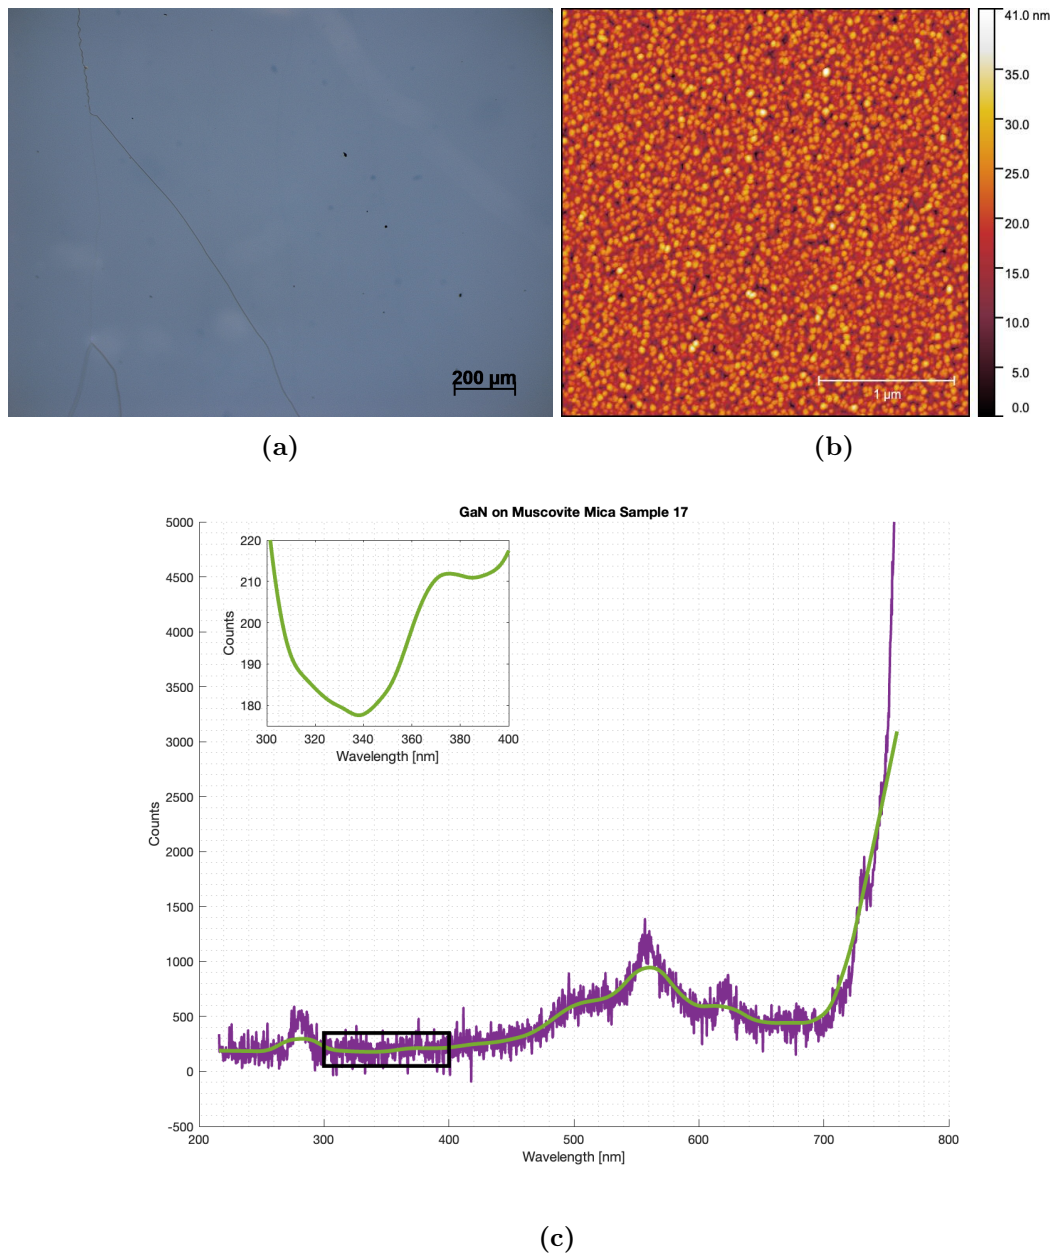 200 µm
41.0 nm
35.0
30.0
25.0
20.0
15.0
10.0
5.0
0.0
1 µm
(a)
(b)
GaN on Muscovite Mica Sample 17
5000
4500
4000
3500
3000
2500
2000
1500
1000
500
0
-500
Counts
220
210
200
190
180
Counts
300 320 340 360 380 400
Wavelength [nm]
200 300 400 500 600 700 800
Wavelength [nm]
(c)